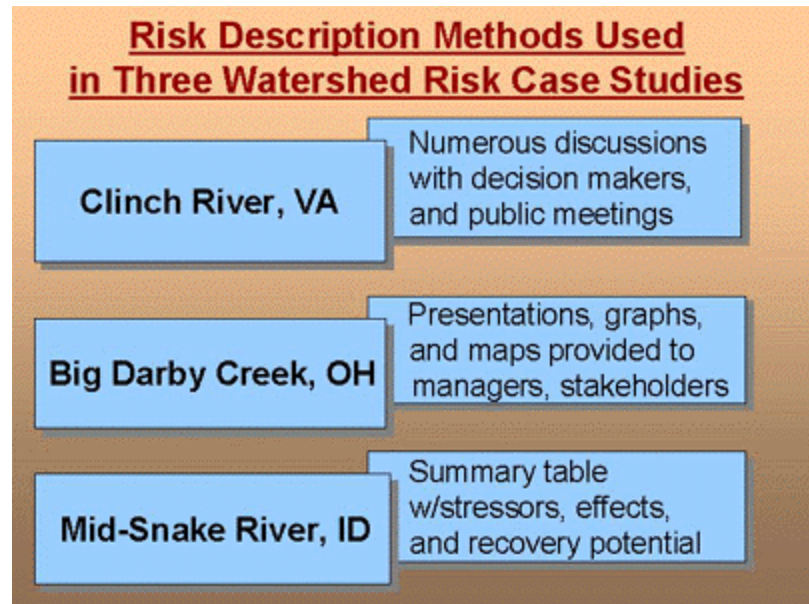 Risk Description Methods Used
in Three Watershed Risk Case Studies
Clinch River, VA
Numerous discussions
with decision makers,
and public meetings
Big Darby Creek, OH
Presentations, graphs,
and maps provided to
managers, stakeholders
Mid-Snake River, ID
Summary table
w/stressors, effects,
and recovery potential